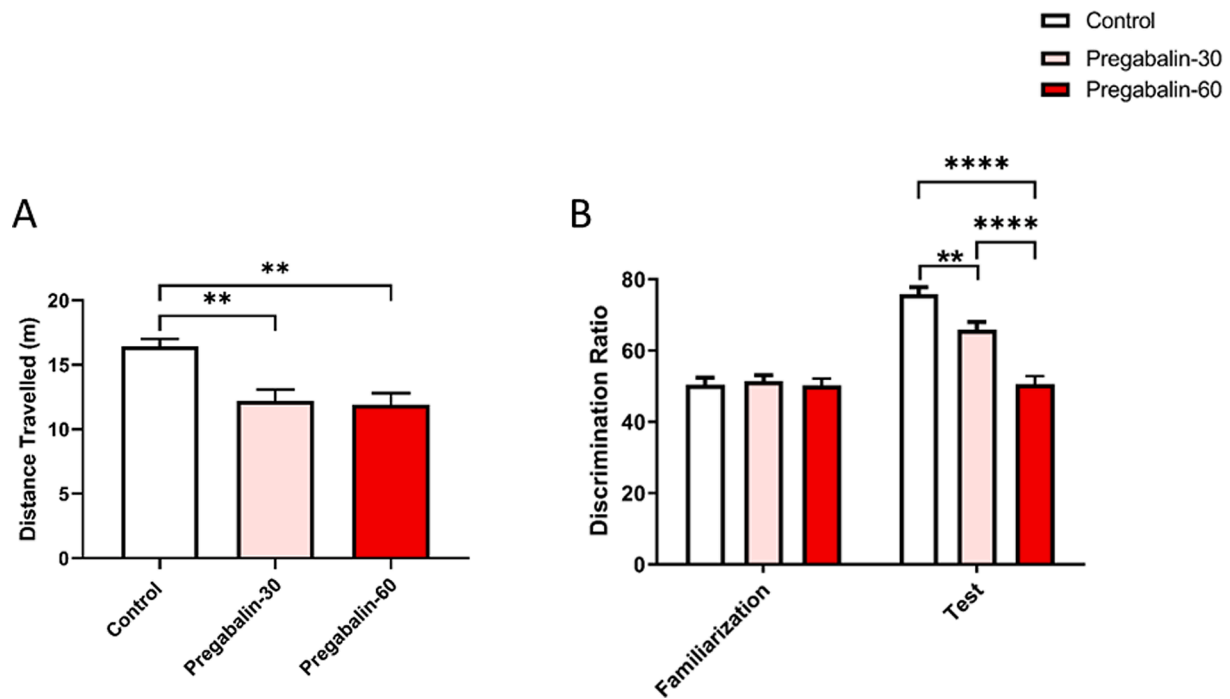 Control
Pregabalin-30
Pregabalin-60
A
**
**
Distance Travelled (m)
20
15
10
5
0
Control
Pregabalin-30
Pregabalin-60
B
****
****
**
Discrimination Ratio
80
60
40
20
0
Familiarization
Test